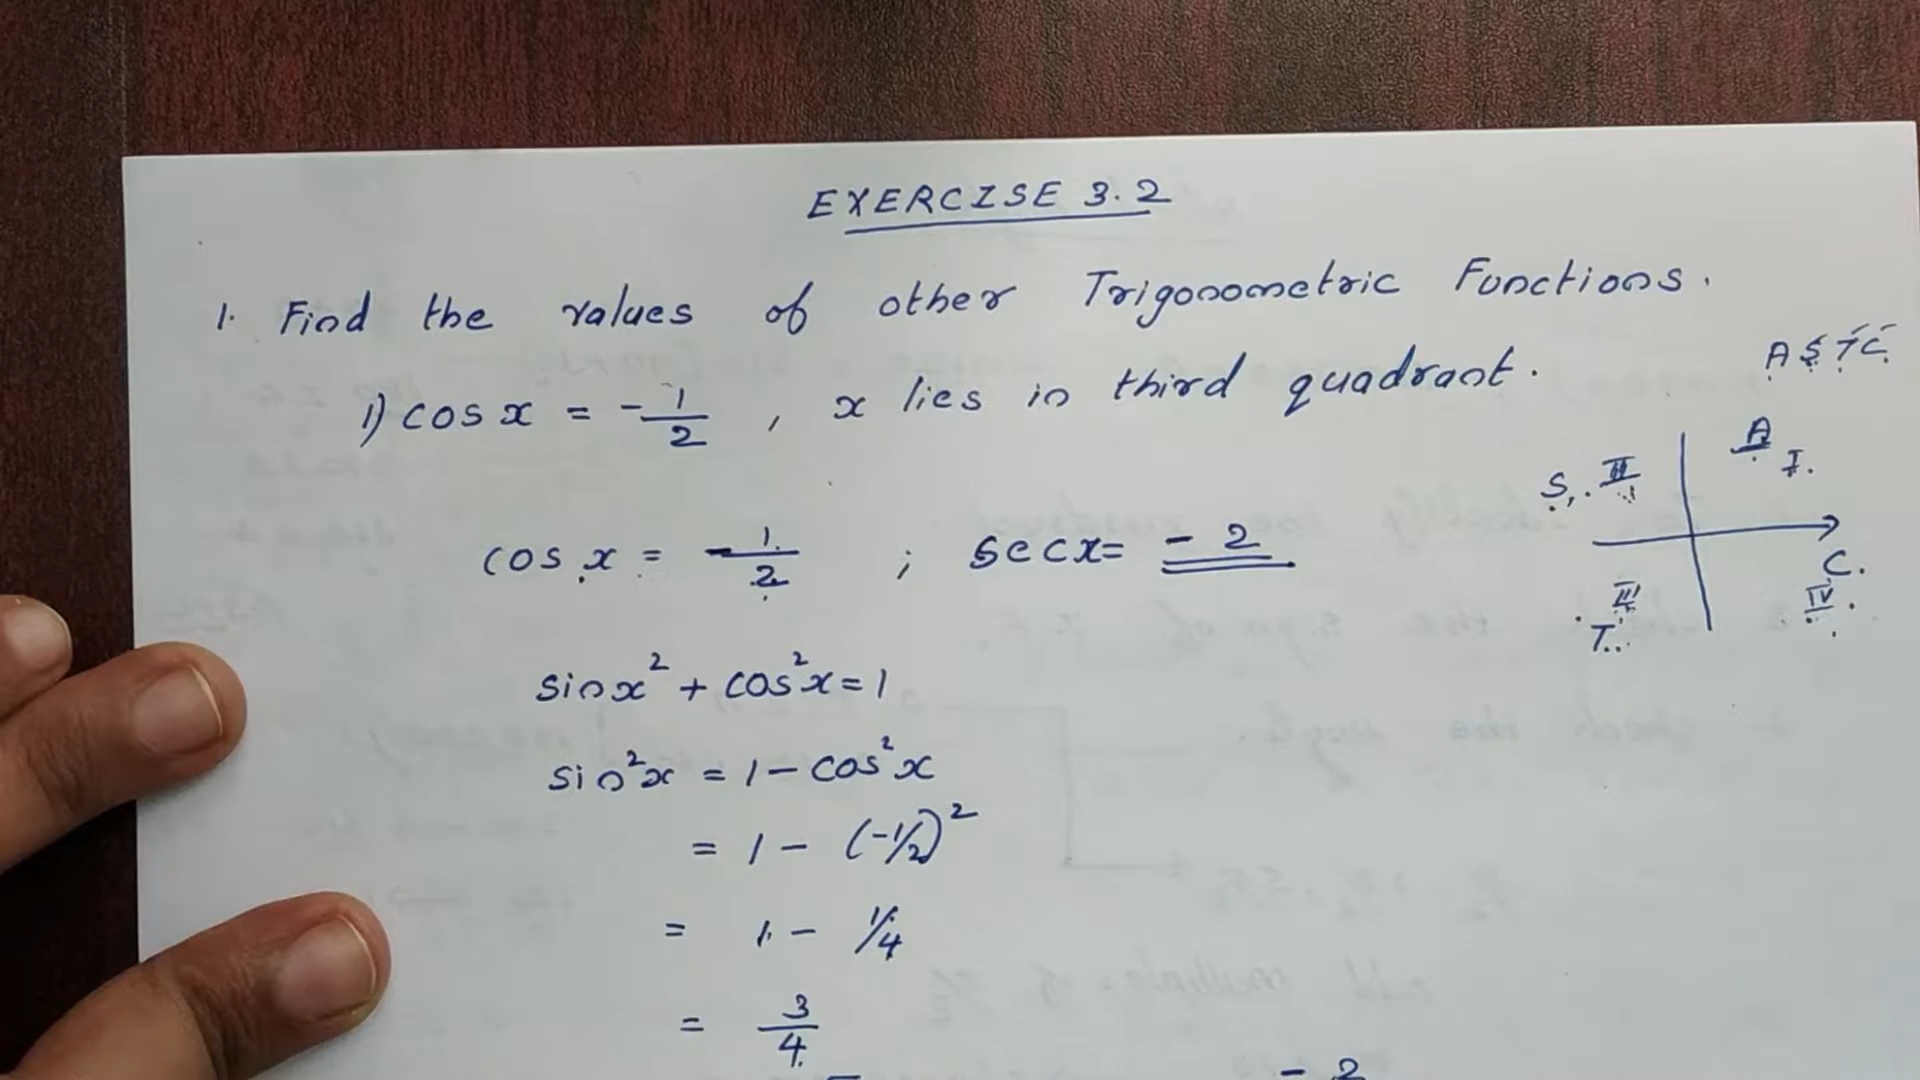 EXERCISE 3.2
1. Find the values of other Trigonometric Functions.
1) cos x = -1/2 , x lies in third quadrant.
A S T C
A
S, II I.
cos x = -1/2 ; sec x = -2
C.
III IV
T
sin x² + cos²x = 1
sin²x = 1 - cos²x
= 1 - (-1/2)²
= 1 - 1/4
= 3/4
- 2